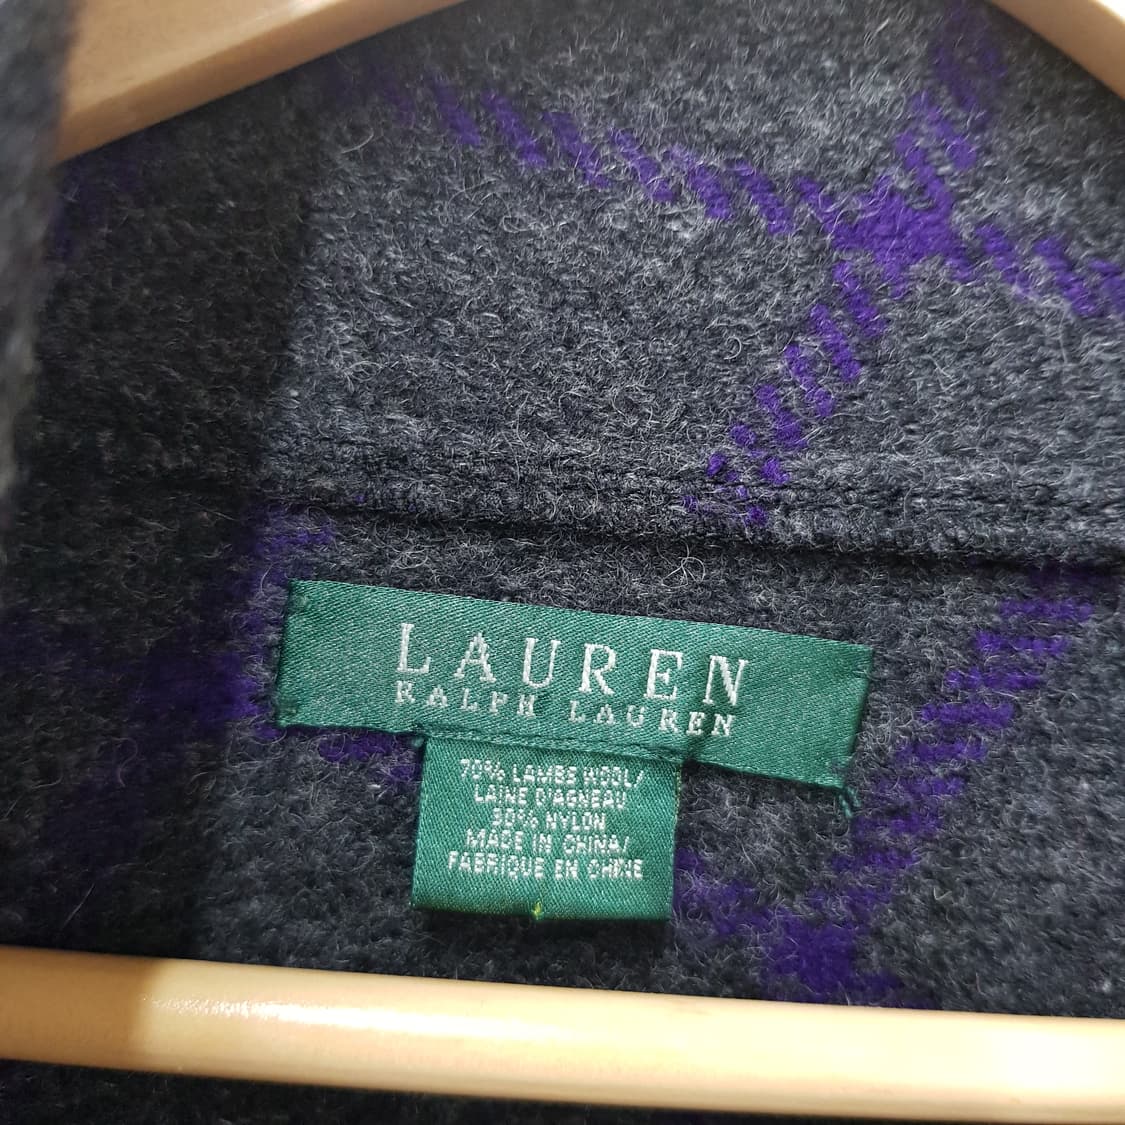 LAUREN
RALPH LAUREN
70% LAMBS WOOL/
LAINE D'AGNEAU
30% NYLON
MADE IN CHINA/
FABRIQUE EN CHINE